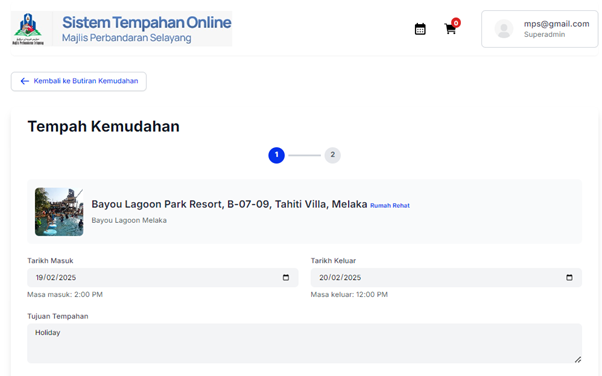 Sistem Tempahan Online
Majlis Perbandaran Selayang
Majlis Perbandaran Selayang
0
mps@gmail.com
Superadmin
Kembali ke Butiran Kemudahan
Tempah Kemudahan
1
2
Bayou Lagoon Park Resort, B-07-09, Tahiti Villa, Melaka Rumah Rehat
Bayou Lagoon Melaka
Tarikh Masuk
Tarikh Keluar
19/02/2025
20/02/2025
Masa masuk: 2:00 PM
Masa keluar: 12:00 PM
Tujuan Tempahan
Holiday